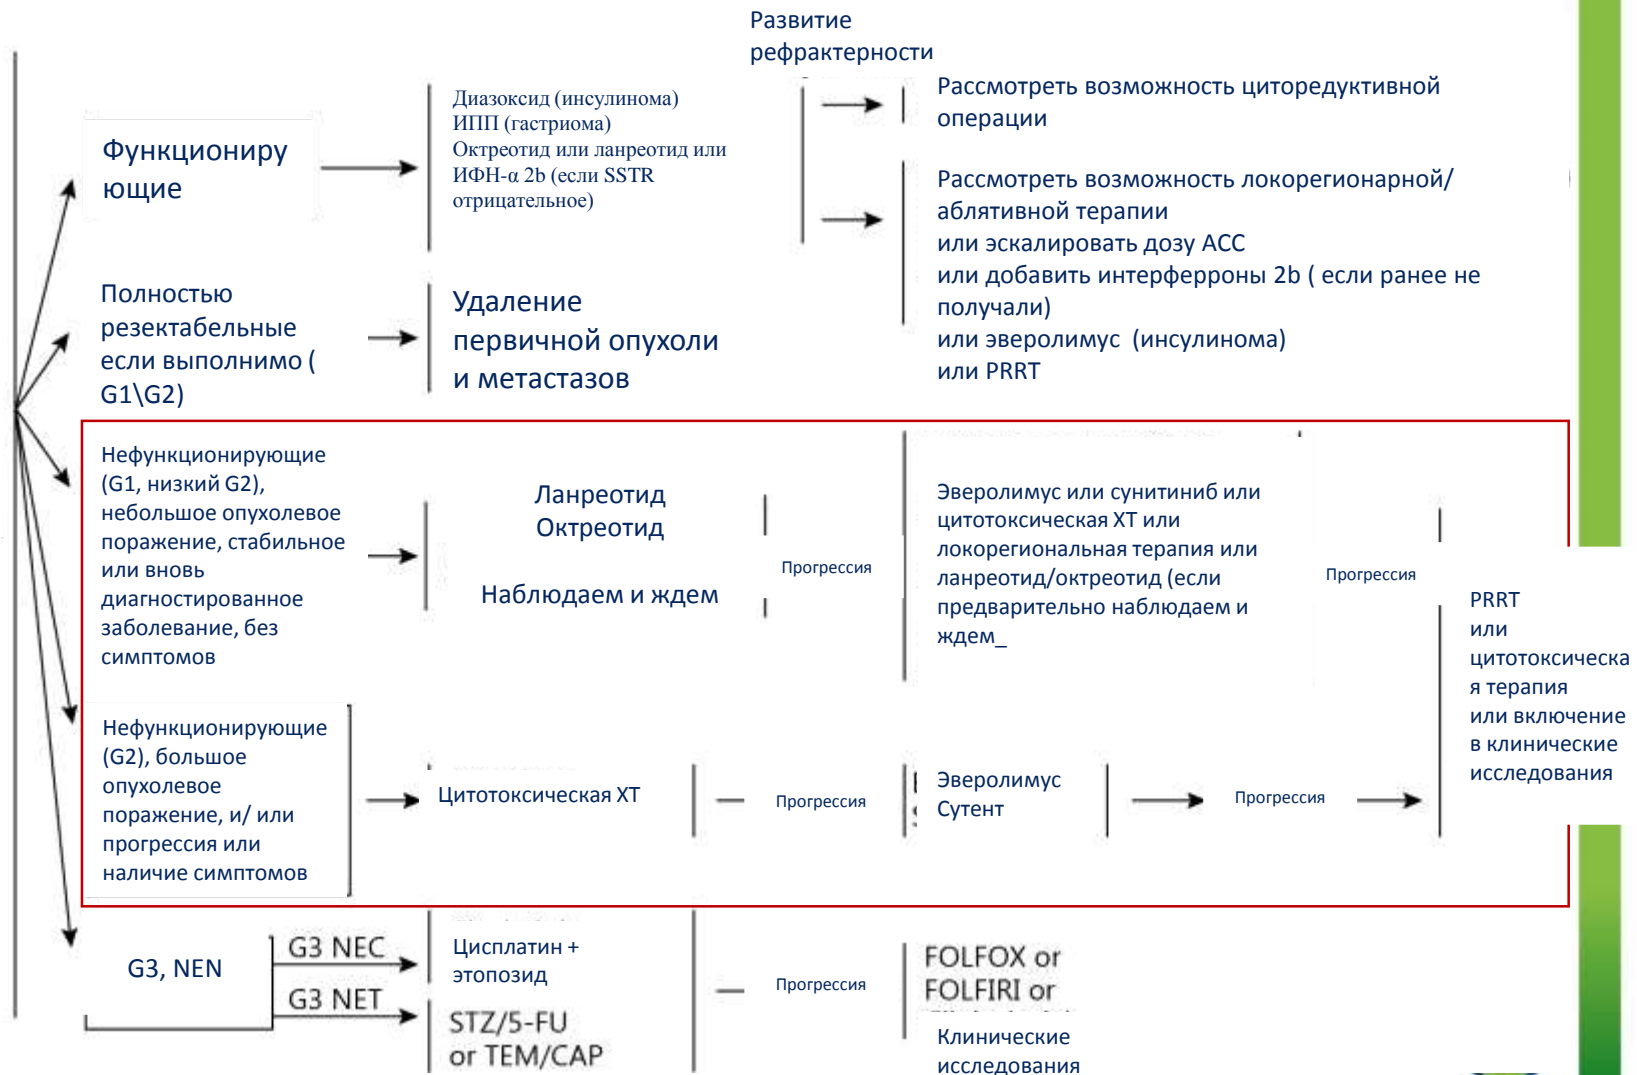 Развитие
рефрактерности
Функциониру
ющие
Диазоксид (инсулинома)
ИПП (гастриома)
Октреотид или ланреотид или
ИФН-α 2b (если SSTR
отрицательное)
Рассмотреть возможность циторедуктивной
операции
Рассмотреть возможность локорегионарной/
аблятивной терапии
или эскалировать дозу АСС
или добавить интерферроны 2b ( если ранее не
получали)
или эверолимус (инсулинома)
или PRRT
Полностью
резектабельные
если выполнимо (
G1\G2)
Удаление
первичной опухоли
и метастазов
Нефункционирующие
(G1, низкий G2),
небольшое опухолевое
поражение, стабильное
или вновь
диагностированное
заболевание, без
симптомов
Ланреотид
Октреотид
Наблюдаем и ждем
Прогрессия
Эверолимус или сунитиниб или
цитотоксическая ХТ или
локорегиональная терапия или
ланреотид/октреотид (если
предварительно наблюдаем и
ждем_
Прогрессия
PRRT
или
цитотоксическа
я терапия
или включение
в клинические
исследования
Нефункционирующие
(G2), большое
опухолевое
поражение, и/ или
прогрессия или
наличие симптомов
Цитотоксическая ХТ
Прогрессия
Эверолимус
Сутент
Прогрессия
G3, NEN
G3 NEC
G3 NET
Цисплатин +
этопозид
STZ/5-FU
or TEM/CAP
Прогрессия
FOLFOX or
FOLFIRI or
Клинические
исследования